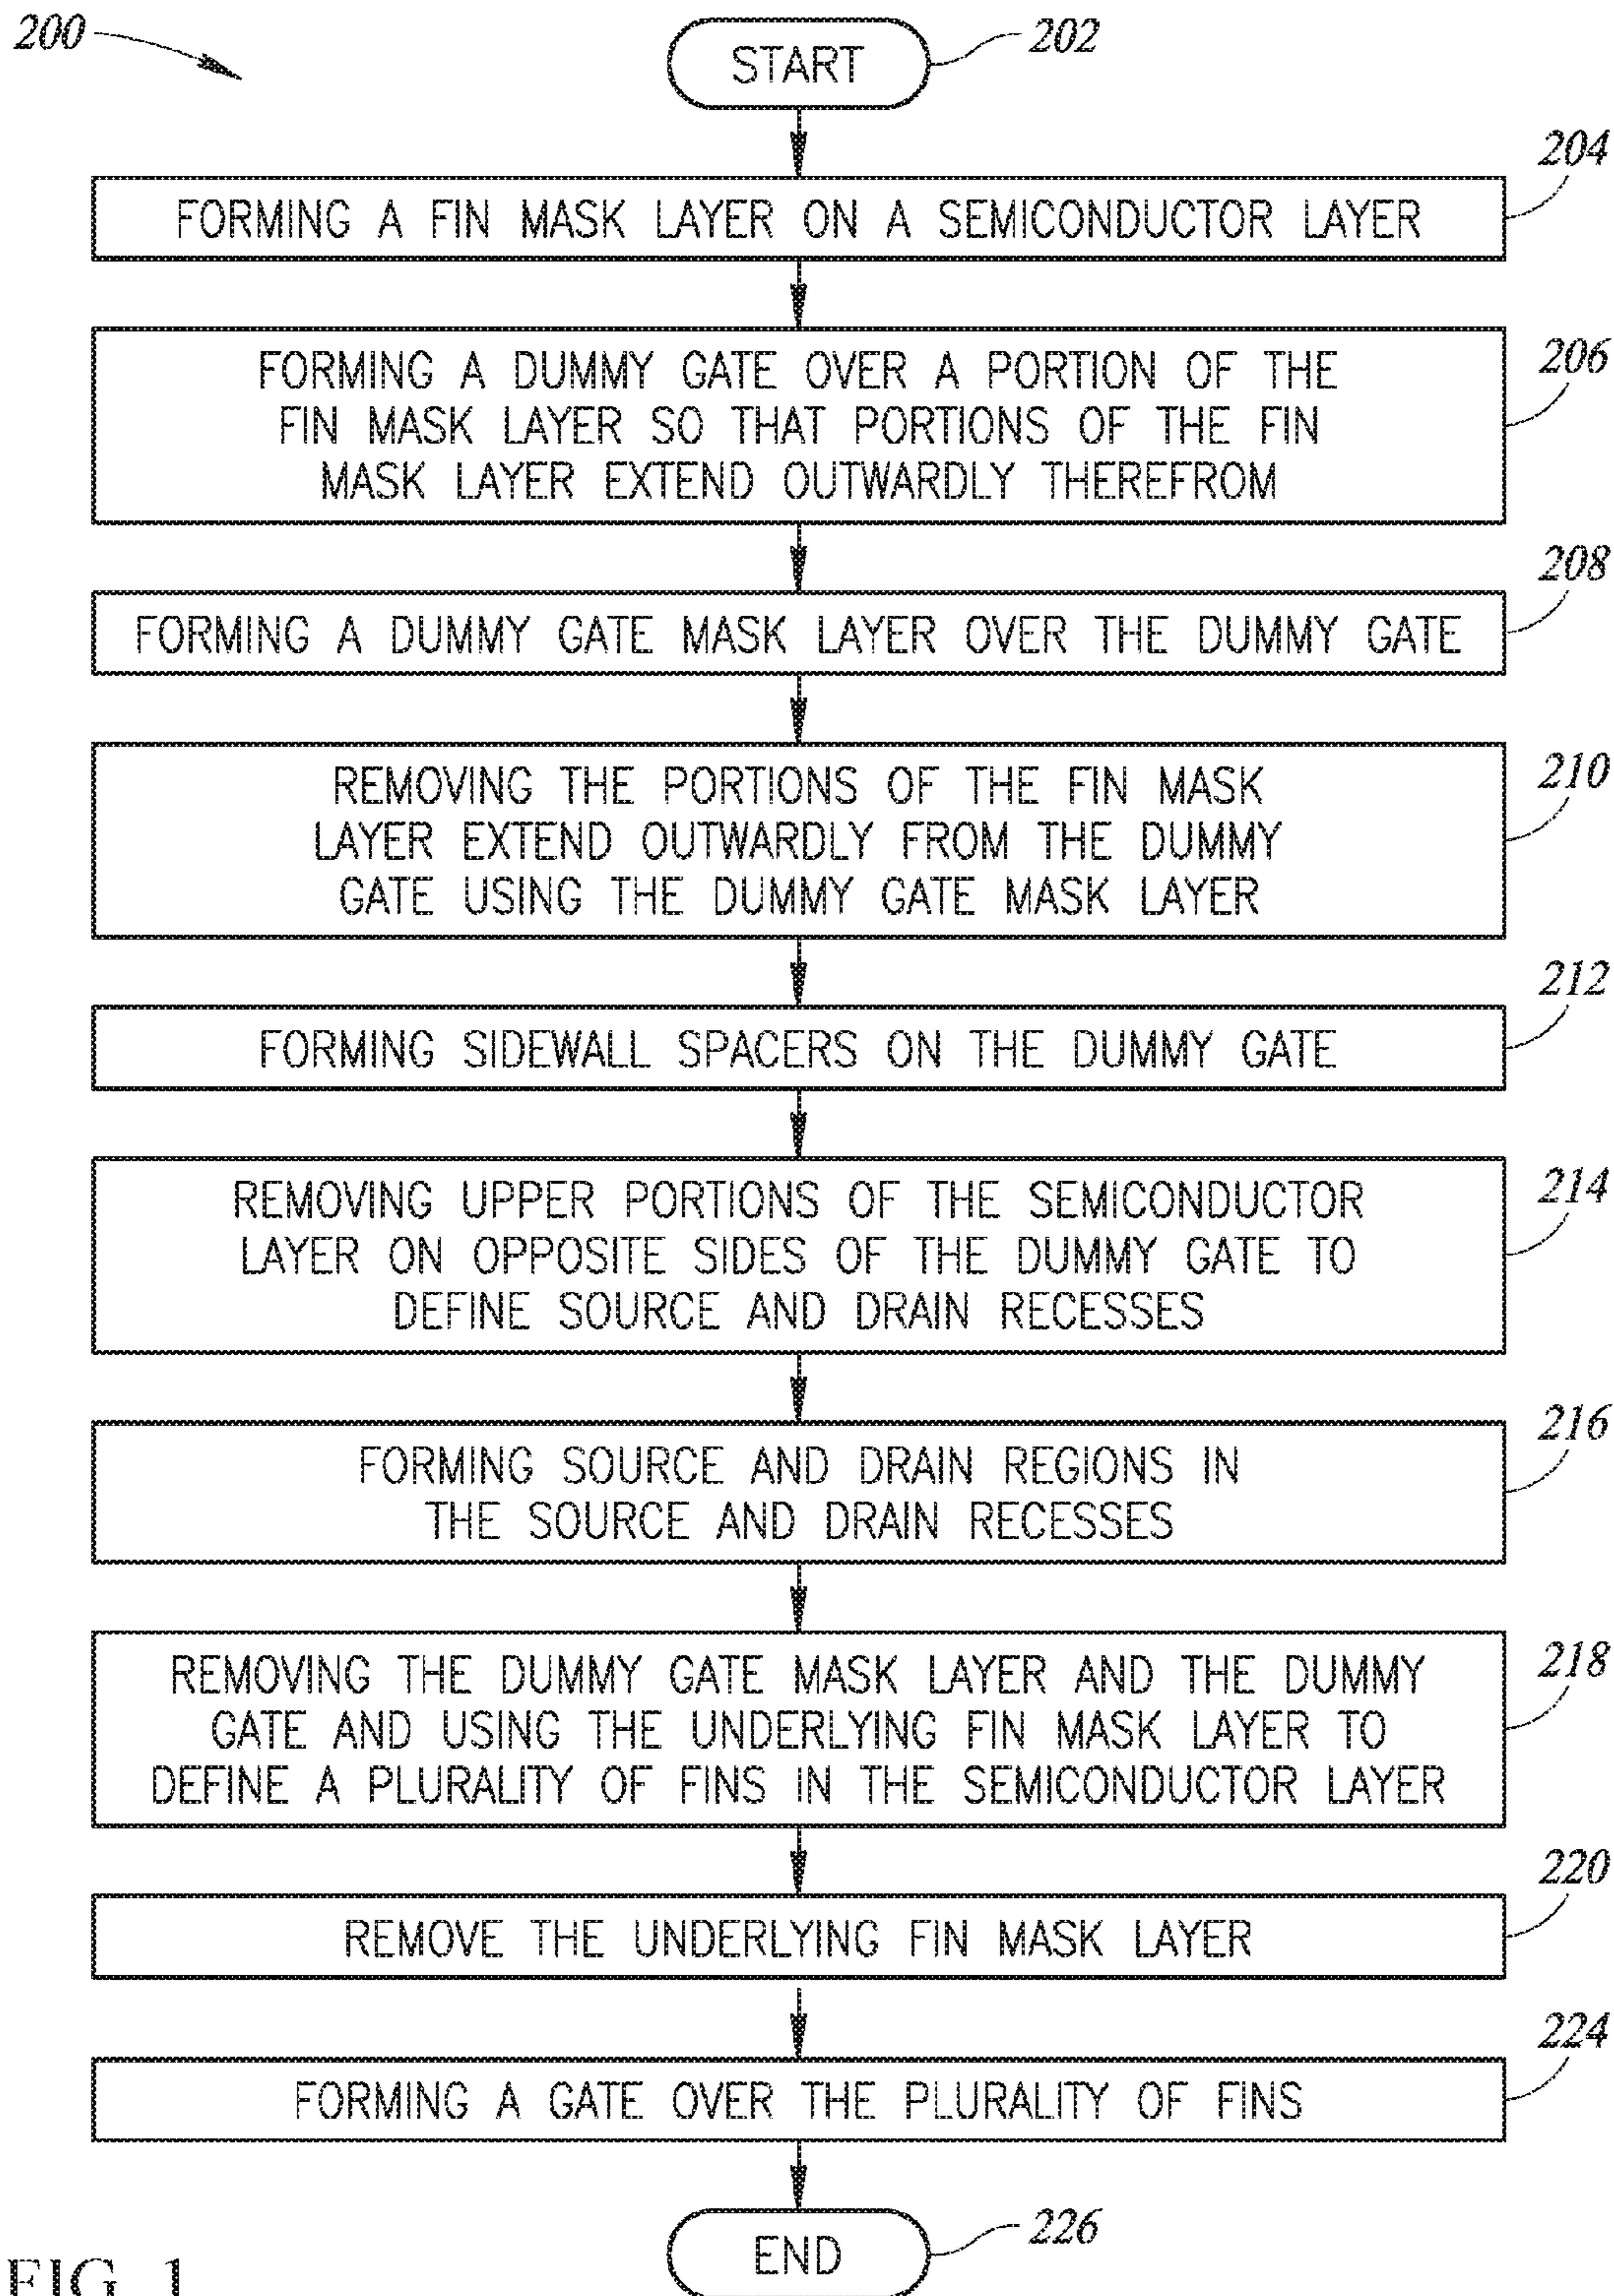 200
START
202
204
FORMING A FIN MASK LAYER ON A SEMICONDUCTOR LAYER
206
FORMING A DUMMY GATE OVER A PORTION OF THE
FIN MASK LAYER SO THAT PORTIONS OF THE FIN
MASK LAYER EXTEND OUTWARDLY THEREFROM
208
FORMING A DUMMY GATE MASK LAYER OVER THE DUMMY GATE
210
REMOVING THE PORTIONS OF THE FIN MASK
LAYER EXTEND OUTWARDLY FROM THE DUMMY
GATE USING THE DUMMY GATE MASK LAYER
212
FORMING SIDEWALL SPACERS ON THE DUMMY GATE
214
REMOVING UPPER PORTIONS OF THE SEMICONDUCTOR
LAYER ON OPPOSITE SIDES OF THE DUMMY GATE TO
DEFINE SOURCE AND DRAIN RECESSES
216
FORMING SOURCE AND DRAIN REGIONS IN
THE SOURCE AND DRAIN RECESSES
218
REMOVING THE DUMMY GATE MASK LAYER AND THE DUMMY
GATE AND USING THE UNDERLYING FIN MASK LAYER TO
DEFINE A PLURALITY OF FINS IN THE SEMICONDUCTOR LAYER
220
REMOVE THE UNDERLYING FIN MASK LAYER
224
FORMING A GATE OVER THE PLURALITY OF FINS
END
226
FIG. 1